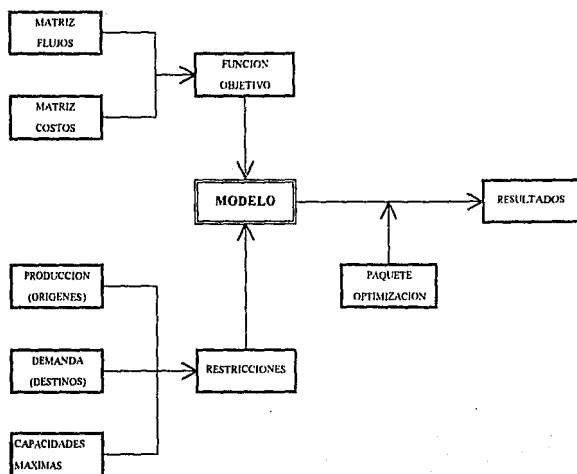 MATRIZ
FLUJOS
MATRIZ
COSTOS
FUNCION
OBJETIVO
MODELO
RESULTADOS
PAQUETE
OPTIMIZACION
PRODUCCION
(ORIGENES)
DEMANDA
(DESTINOS)
CAPACIDADES
MAXIMAS
RESTRICCIONES